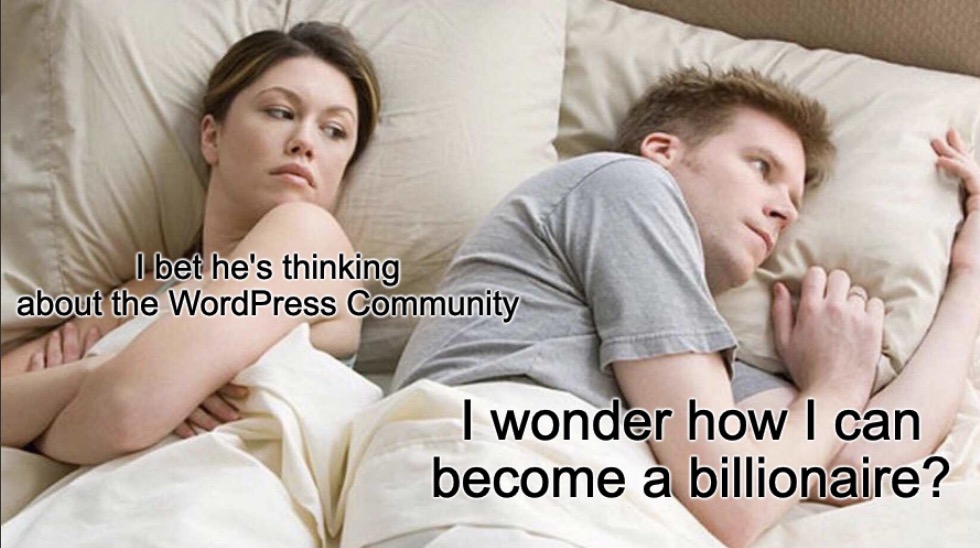 I bet he's thinking
about the WordPress Community
I wonder how I can
become a billionaire?